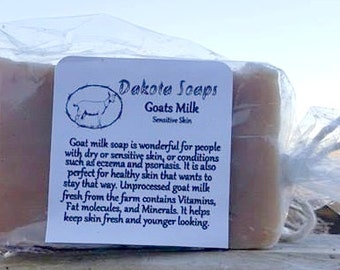 Dakota Soaps
Goats Milk
Sensitive Skin
Goat milk soap is wonderful for people
with dry or sensitive skin, or conditions
such as eczema and psoriasis. It is also
perfect for healthy skin that wants to
stay that way. Unprocessed goat milk
fresh from the farm contains Vitamins,
Fat molecules, and Minerals. It helps
keep skin fresh and younger looking.